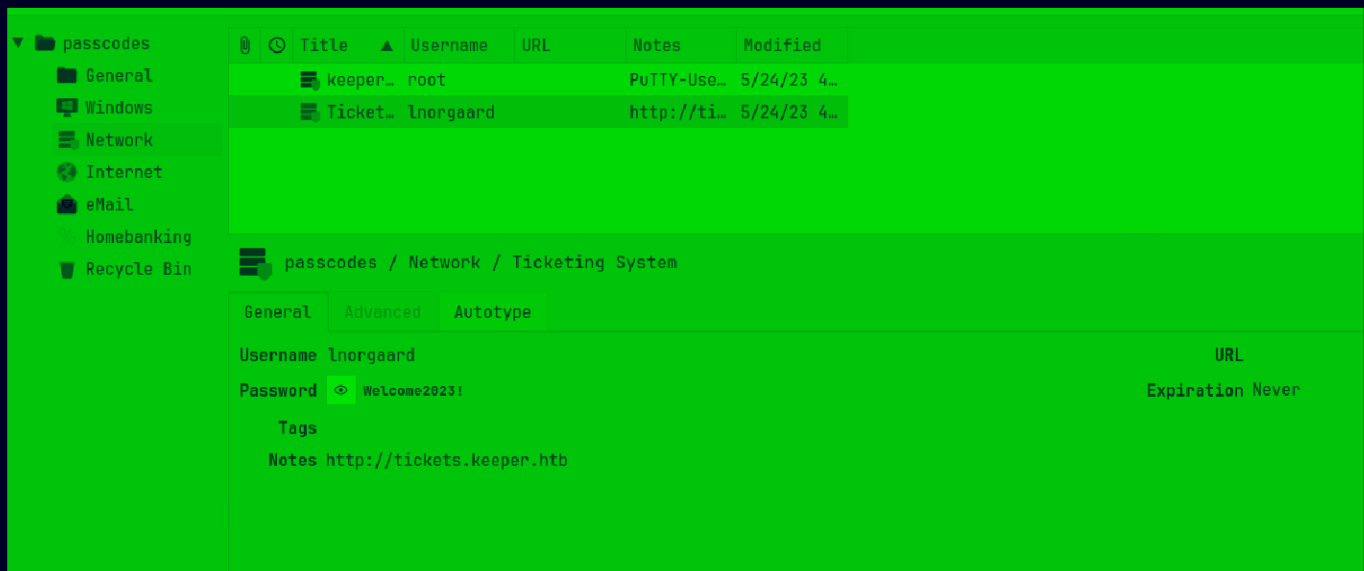 passcodes
General
Windows
Network
Internet
eMail
Homebanking
Recycle Bin
Title Username URL Notes Modified
keeper… root PuTTY-Use… 5/24/23 4…
Ticket… lnorgaard http://ti… 5/24/23 4…
passcodes / Network / Ticketing System
General Advanced Autotype
Username lnorgaard URL
Password Welcome2023! Expiration Never
Tags
Notes http://tickets.keeper.htb